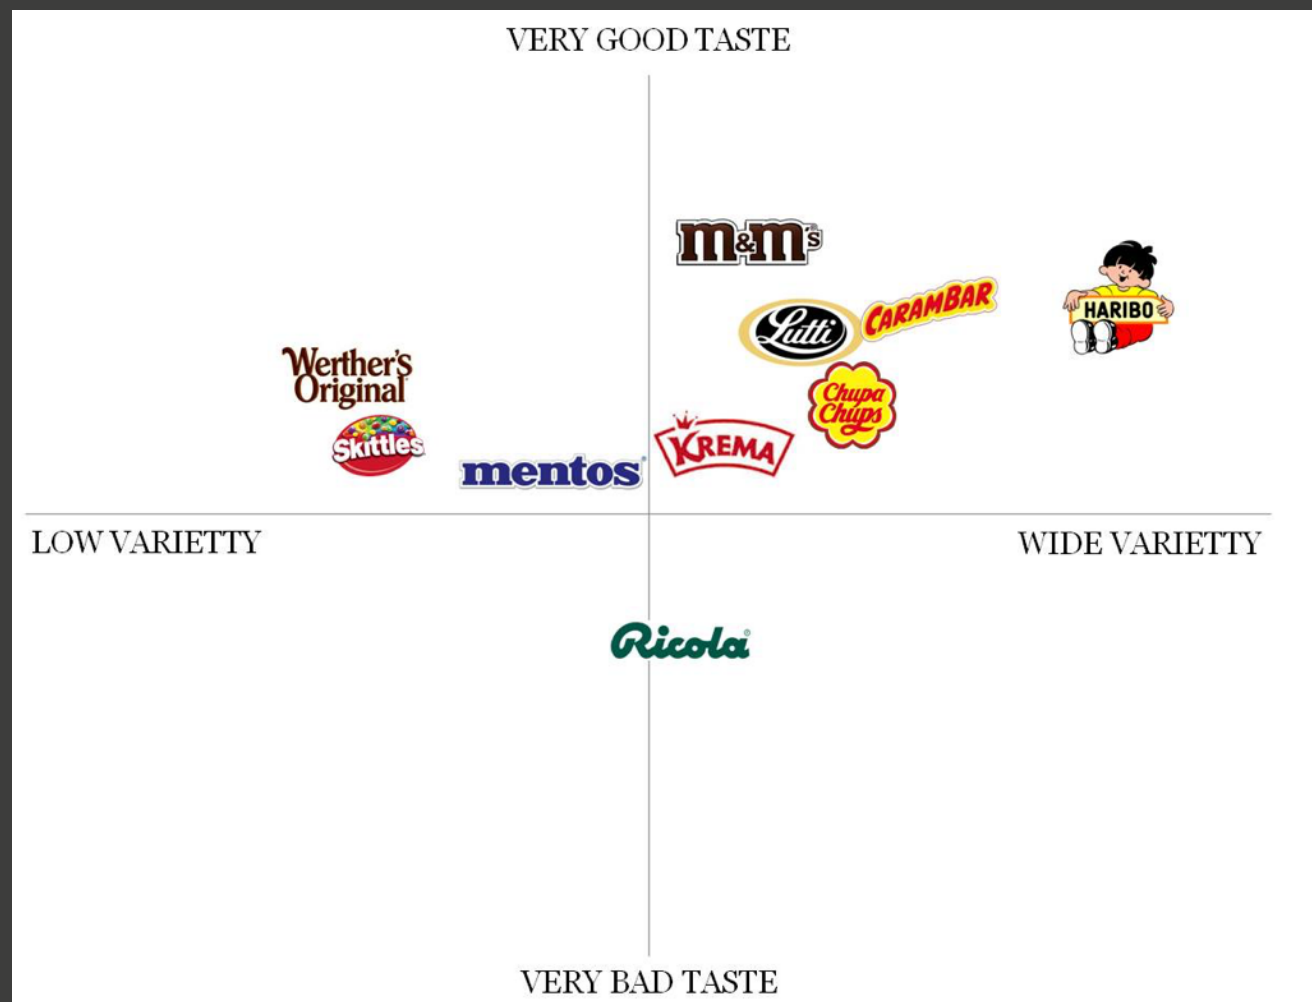 VERY GOOD TASTE
m&m's
CARAMBAR
HARIBO
Lutti
Werther's
Original
Chupa
Chups
Skittles
KREMA
mentos
LOW VARIETTY
WIDE VARIETTY
Ricola
VERY BAD TASTE